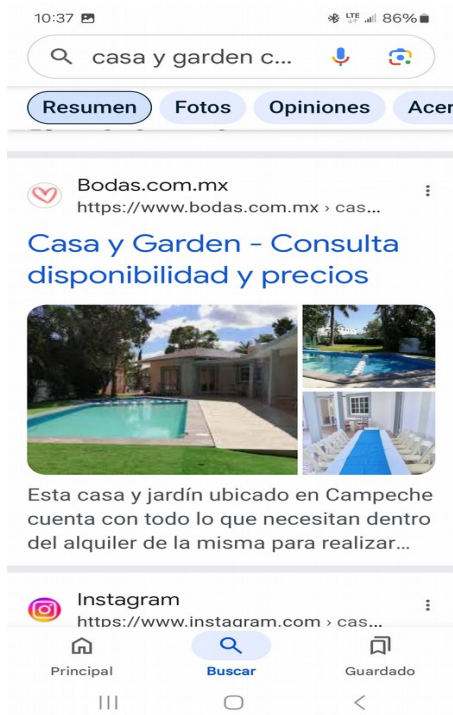 10:37 LTE 86%
casa y garden c...
Resumen Fotos Opiniones Acer
Bodas.com.mx
https://www.bodas.com.mx › cas...
Casa y Garden - Consulta
disponibilidad y precios
Esta casa y jardín ubicado en Campeche
cuenta con todo lo que necesitan dentro
del alquiler de la misma para realizar...
Instagram
https://www.instagram.com › cas...
Principal Buscar Guardado